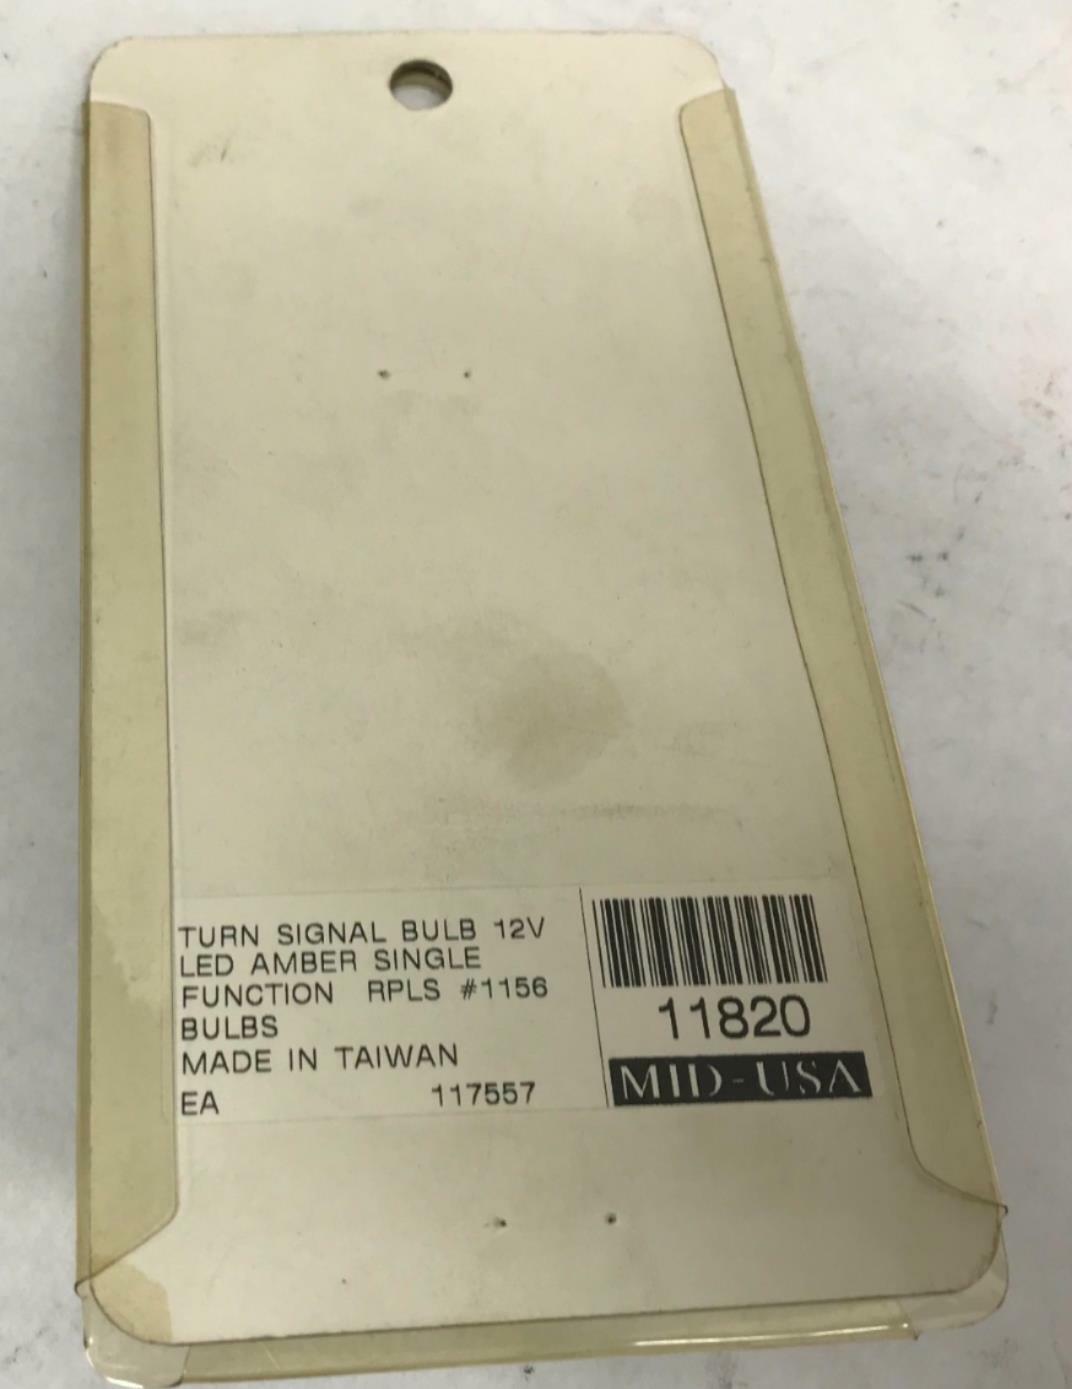 TURN SIGNAL BULB 12V
LED AMBER SINGLE
FUNCTION RPLS #1156
BULBS
MADE IN TAIWAN
EA 117557
11820
MID-USA